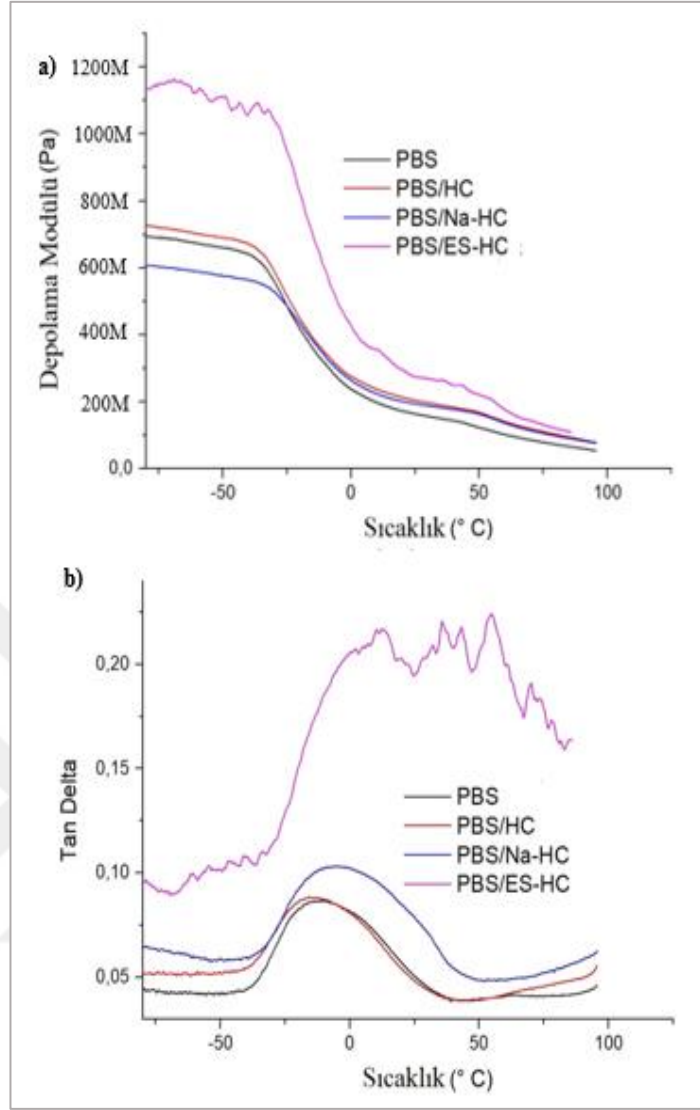 a)
1200M
1000M
800M
600M
400M
200M
0,0
Depolama Modülü (Pa)
PBS
PBS/HC
PBS/Na-HC
PBS/ES-HC
-50
0
50
100
Sıcaklık (° C)
b)
0,20
0,15
0,10
0,05
Tan Delta
PBS
PBS/HC
PBS/Na-HC
PBS/ES-HC
-50
0
50
100
Sıcaklık (° C)